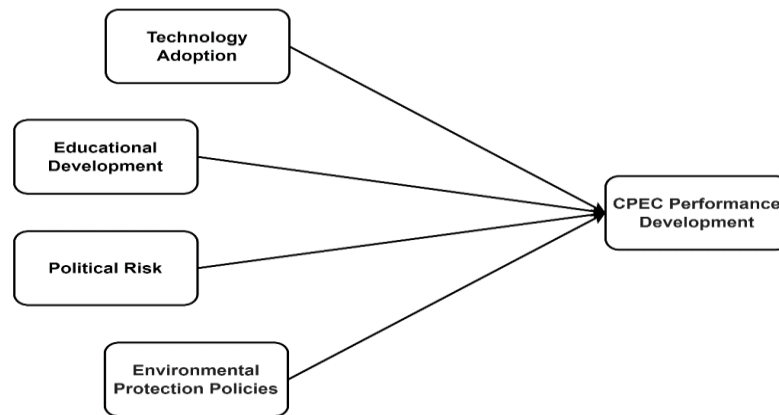 Technology
Adoption
Educational
Development
Political Risk
Environmental
Protection Policies
CPEC Performance
Development